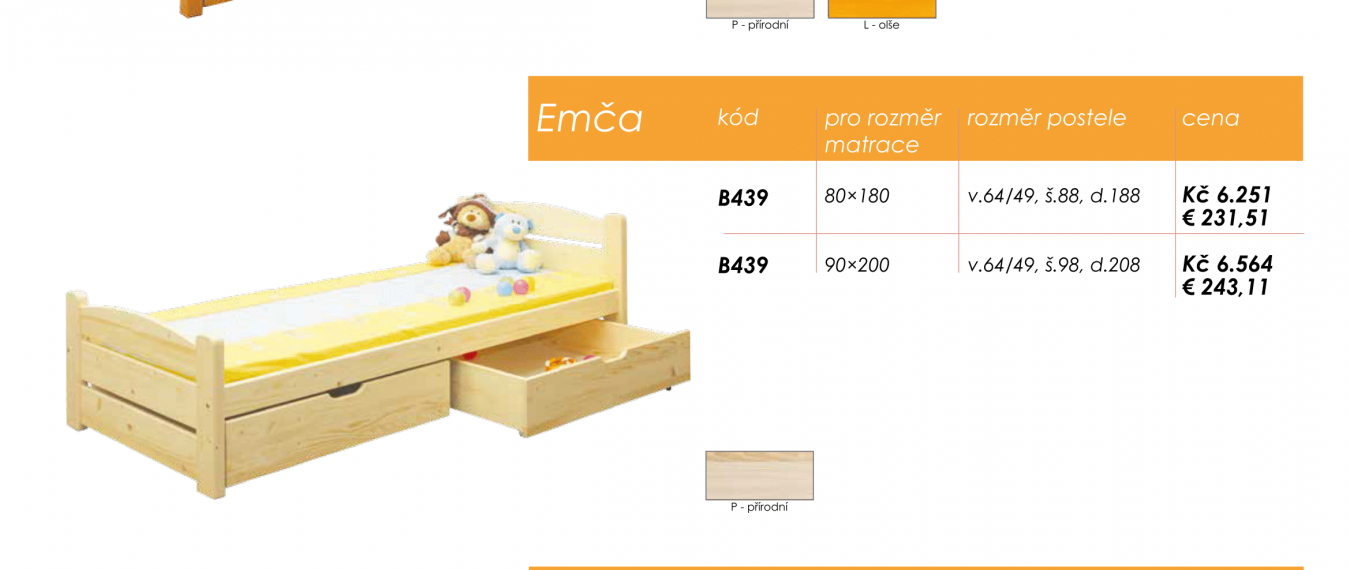 P - přírodní
L - olše
Emča
kód
pro rozměr
matrace
rozměr postele
cena
B439
80×180
v.64/49, š.88, d.188
Kč 6.251
€ 231,51
B439
90×200
v.64/49, š.98, d.208
Kč 6.564
€ 243,11
P - přírodní